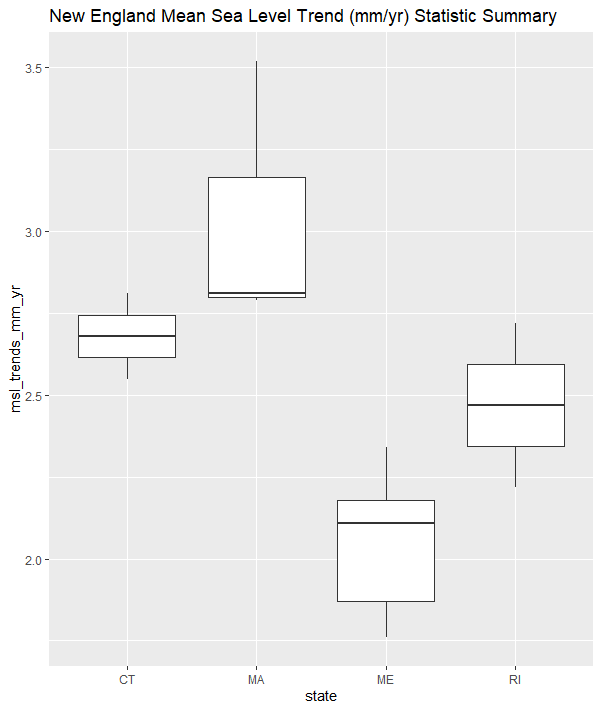 New England Mean Sea Level Trend (mm/yr) Statistic Summary
msl_trends_mm_yr
3.5
3.0
2.5
2.0
CT MA ME RI
state